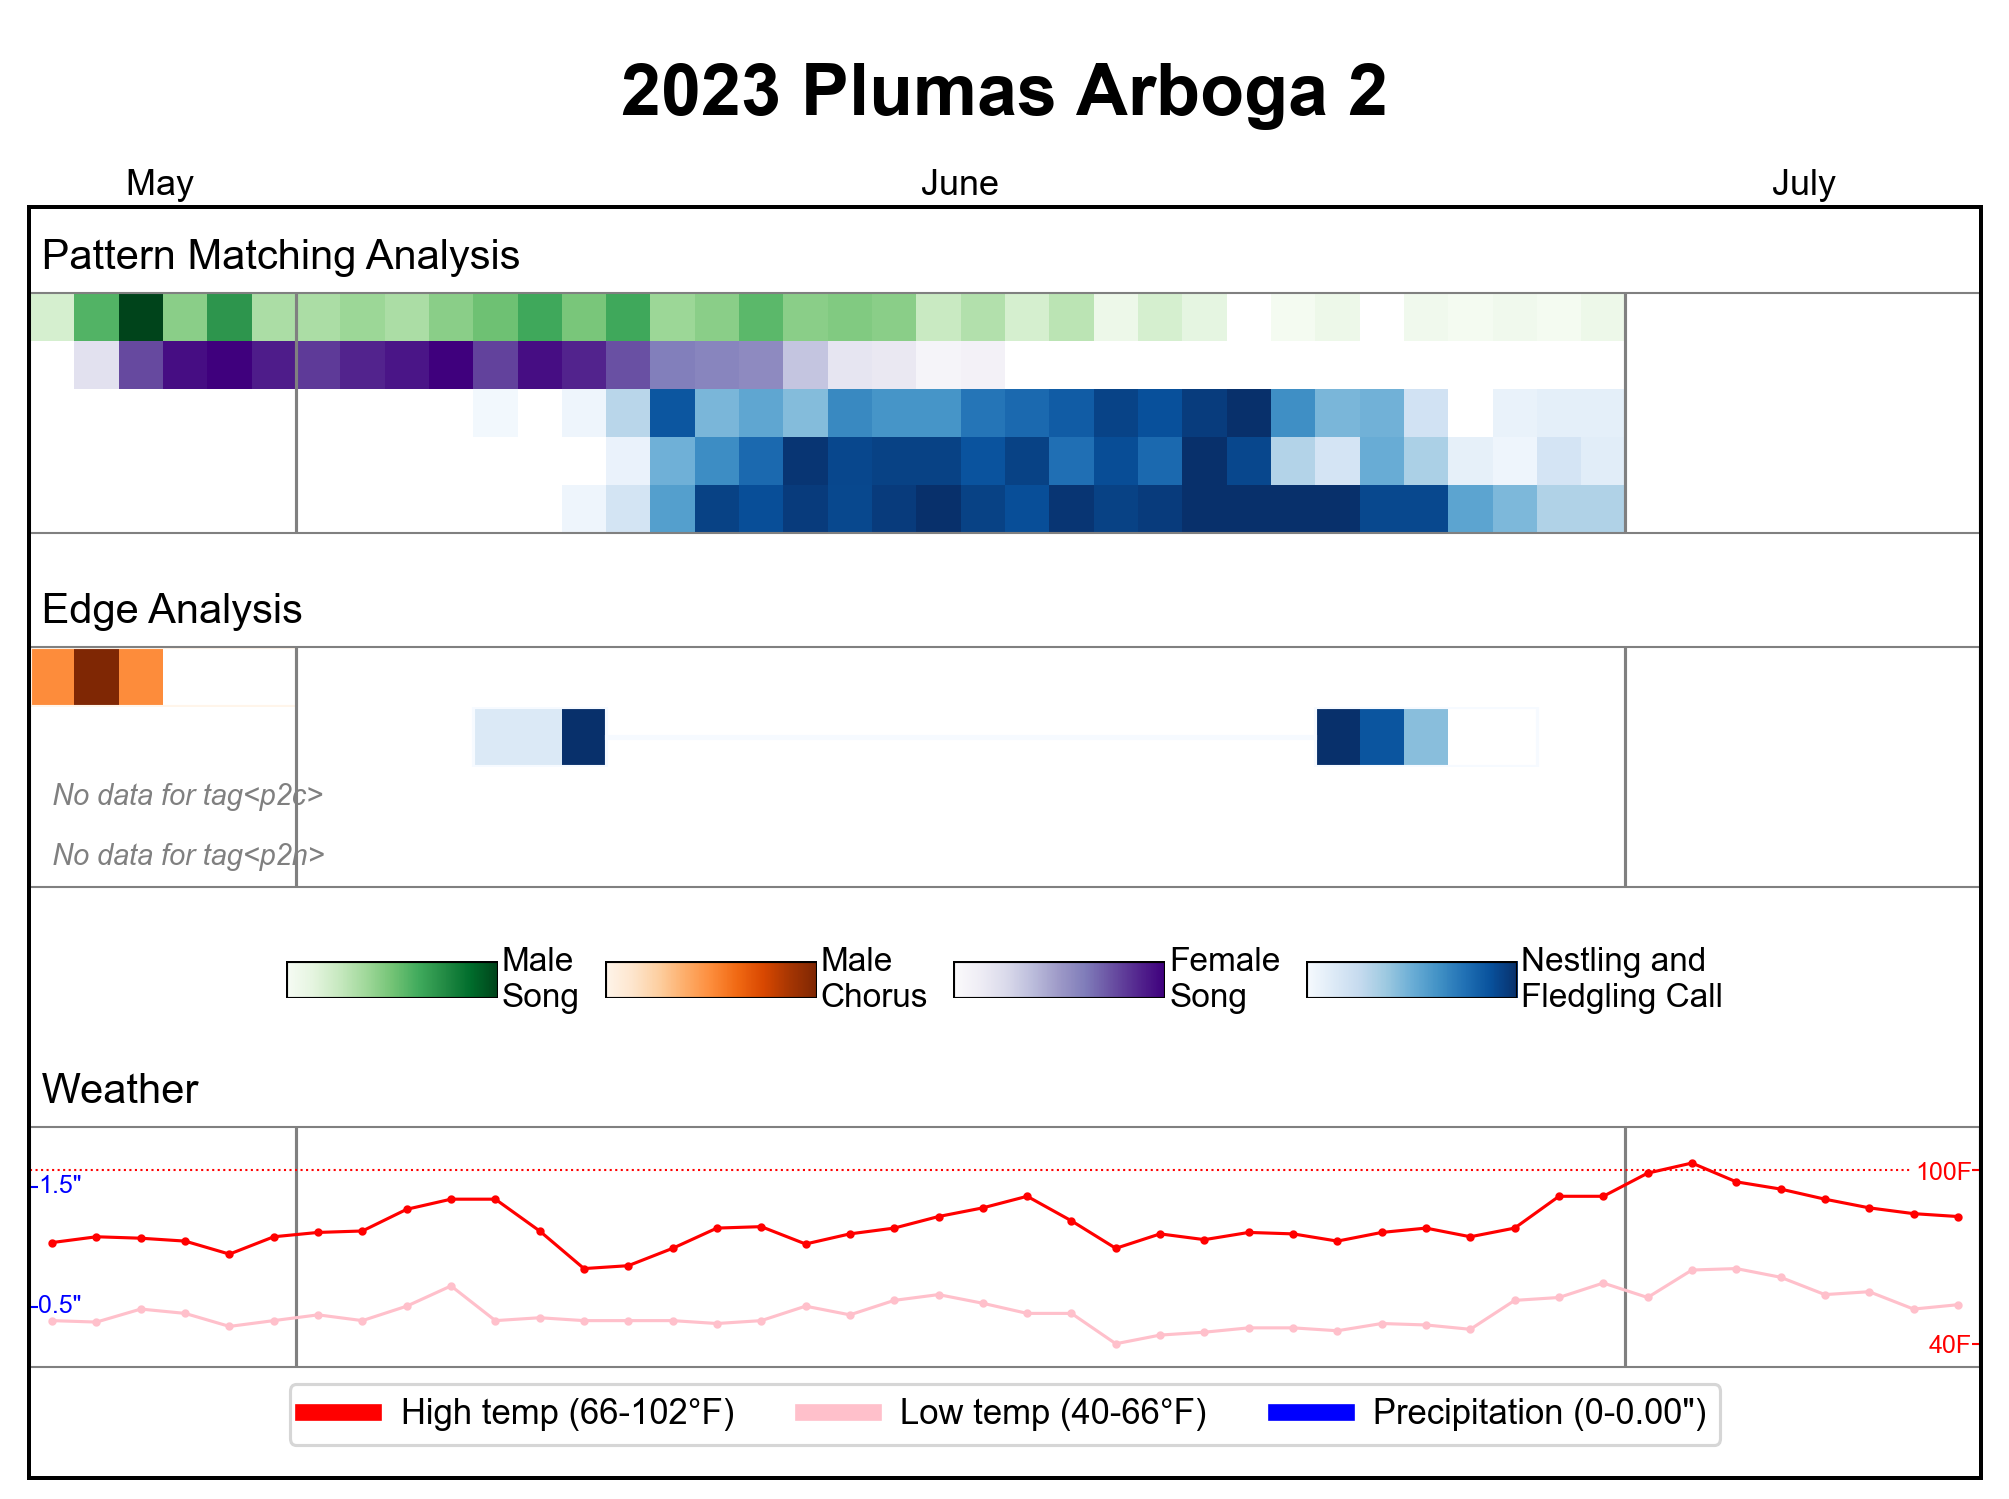 2023 Plumas Arboga 2
May June July
Pattern Matching Analysis
Edge Analysis
No data for tag<p2c>
No data for tag<p2n>
Male Song
Male Chorus
Female Song
Nestling and Fledgling Call
Weather
1.5"
100F
0.5"
40F
High temp (66-102°F) Low temp (40-66°F) Precipitation (0-0.00")